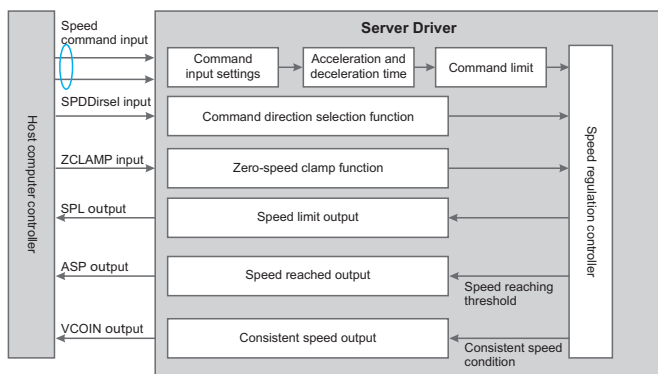 Server Driver
Speed
command input
Command
input settings
Acceleration and
deceleration time
Command limit
SPDDirsel input
Command direction selection function
ZCLAMP input
Zero-speed clamp function
SPL output
Speed limit output
ASP output
Speed reached output
Speed reaching
threshold
VCOIN output
Consistent speed output
Consistent speed
condition
Host computer controller
Speed regulation controller